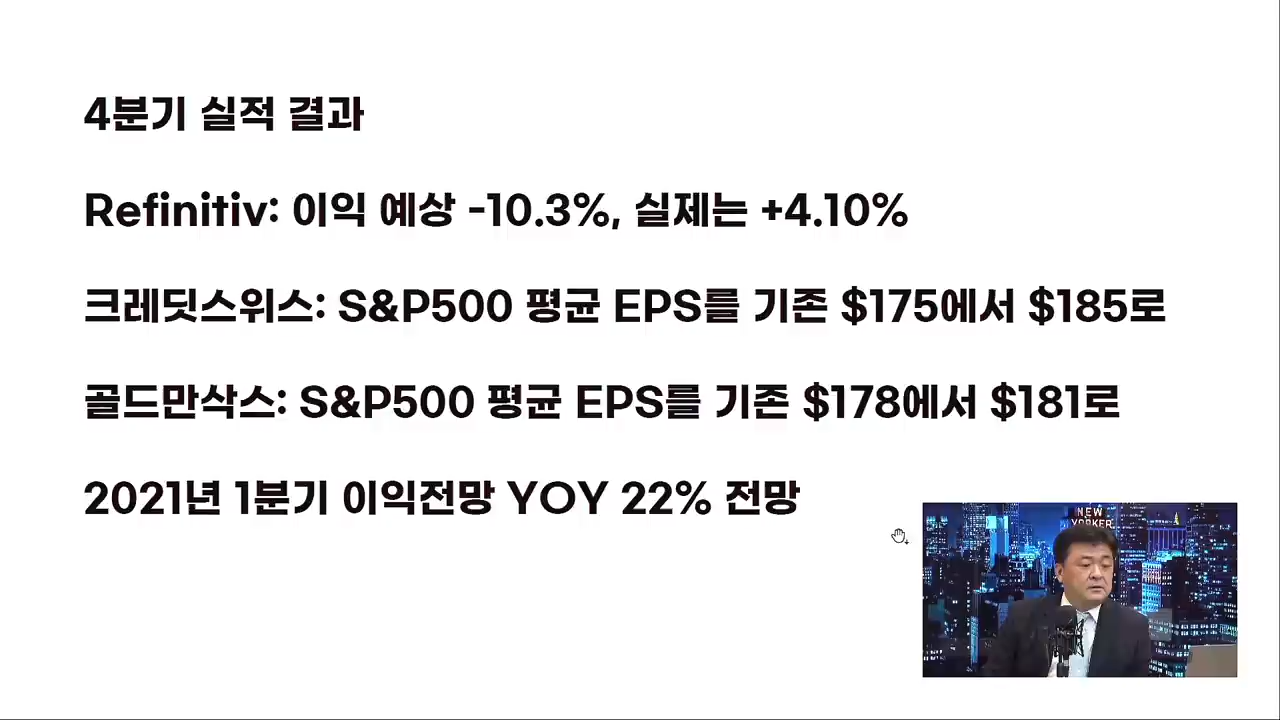 4분기 실적 결과
Refinitiv: 이익 예상 -10.3%, 실제는 +4.10%
크레딧스위스: S&P500 평균 EPS를 기존 $175에서 $185로
골드만삭스: S&P500 평균 EPS를 기존 $178에서 $181로
2021년 1분기 이익전망 YOY 22% 전망
NEW
YORKER